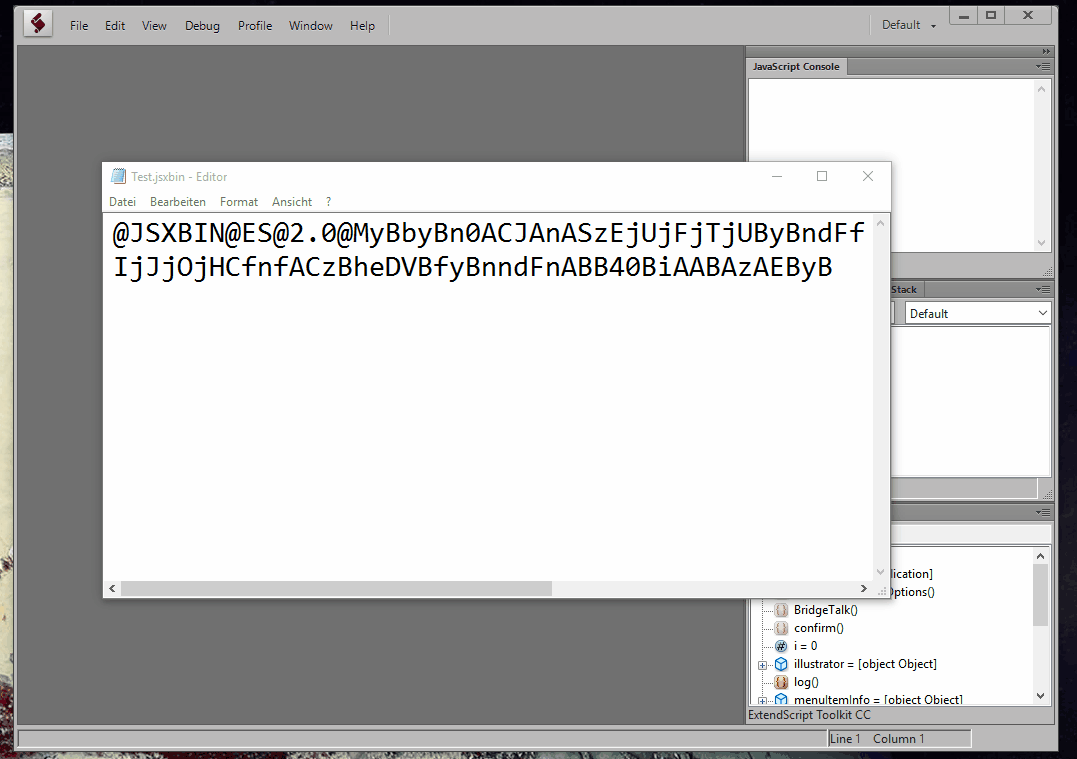 File Edit View Debug Profile Window Help
Default
JavaScript Console
Test.jsxbin - Editor
Datei Bearbeiten Format Ansicht ?
@JSXBIN@ES@2.0@MyBbyBn0ACJAnASzEjUjFjTjUByBndFf
IjJjOjHCfnfACzBheDVBfyBnndFnABB40BiAABAzAEByB
Stack
Default
lication]
Options()
BridgeTalk()
confirm()
i = 0
illustrator = [object Object]
log()
menuItemInfo = [object Object]
ExtendScript Toolkit CC
Line 1 Column 1